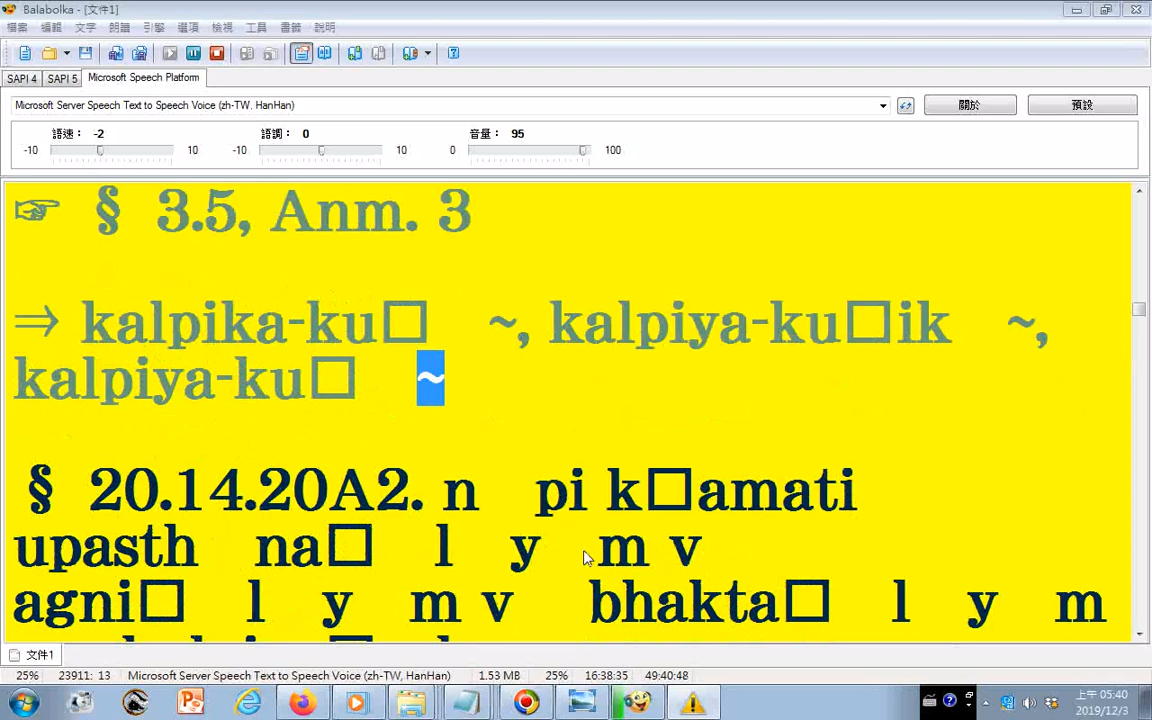 Balabolka - [文件1]
檔案 編輯 文字 朗讀 引擎 選項 檢視 工具 書籤 說明
SAPI 4 SAPI 5 Microsoft Speech Platform
Microsoft Server Speech Text to Speech Voice (zh-TW, HanHan) 關於 預設
語速： -2 語調： 0 音量： 95
-10 10 -10 10 0 100
☞ § 3.5, Anm. 3
⇒ kalpika-ku□ ~, kalpiya-ku□ik ~,
kalpiya-ku□ ~
§ 20.14.20A2. n pi k□amati
upasth na□ l y m v
agni□ l y m v bhakta□ l y m
文件1
25% 23911: 13 Microsoft Server Speech Text to Speech Voice (zh-TW, HanHan) 1.53 MB 25% 16:38:35 49:40:48
上午 05:40
2019/12/3